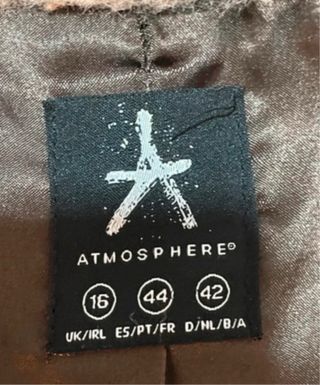 ATMOSPHERE®
16 44 42
UK/IRL ES/PT/FR D/NL/B/A